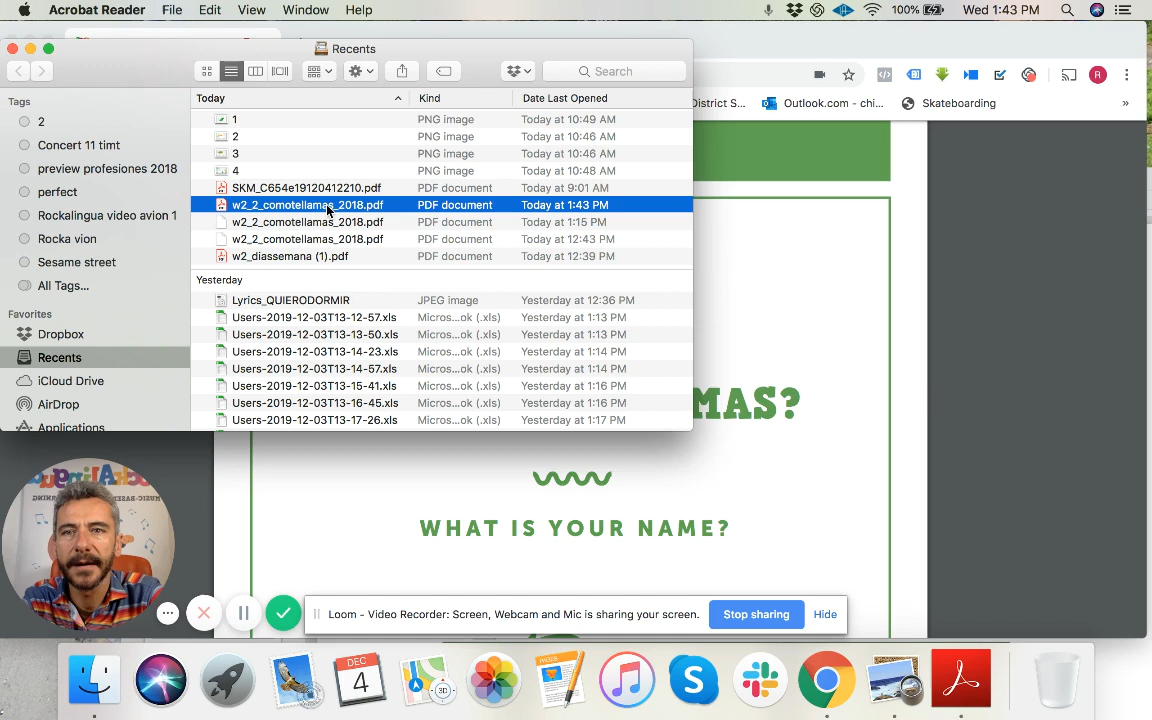 Acrobat Reader File Edit View Window Help 100% Wed 1:43 PM
Recents
Search
Tags
2
Concert 11 timt
preview profesiones 2018
perfect
Rockalingua video avion 1
Rocka vion
Sesame street
All Tags...
Favorites
Dropbox
Recents
iCloud Drive
AirDrop
Applications
Today Kind Date Last Opened
1 PNG image Today at 10:49 AM
2 PNG image Today at 10:46 AM
3 PNG image Today at 10:46 AM
4 PNG image Today at 10:48 AM
SKM_C654e19120412210.pdf PDF document Today at 9:01 AM
w2_2_comotellamas_2018.pdf PDF document Today at 1:43 PM
w2_2_comotellamas_2018.pdf PDF document Today at 1:15 PM
w2_2_comotellamas_2018.pdf PDF document Today at 12:43 PM
w2_diassemana (1).pdf PDF document Today at 12:39 PM
Yesterday
Lyrics_QUIERODORMIR JPEG image Yesterday at 12:36 PM
Users-2019-12-03T13-12-57.xls Micros...ok (.xls) Yesterday at 1:13 PM
Users-2019-12-03T13-13-50.xls Micros...ok (.xls) Yesterday at 1:13 PM
Users-2019-12-03T13-14-23.xls Micros...ok (.xls) Yesterday at 1:14 PM
Users-2019-12-03T13-14-57.xls Micros...ok (.xls) Yesterday at 1:14 PM
Users-2019-12-03T13-15-41.xls Micros...ok (.xls) Yesterday at 1:16 PM
Users-2019-12-03T13-16-45.xls Micros...ok (.xls) Yesterday at 1:16 PM
Users-2019-12-03T13-17-26.xls Micros...ok (.xls) Yesterday at 1:17 PM
R
District S... Outlook.com - chi... Skateboarding »
MAS?
WHAT IS YOUR NAME?
Loom - Video Recorder: Screen, Webcam and Mic is sharing your screen. Stop sharing Hide
DEC
4
3D
PAGES